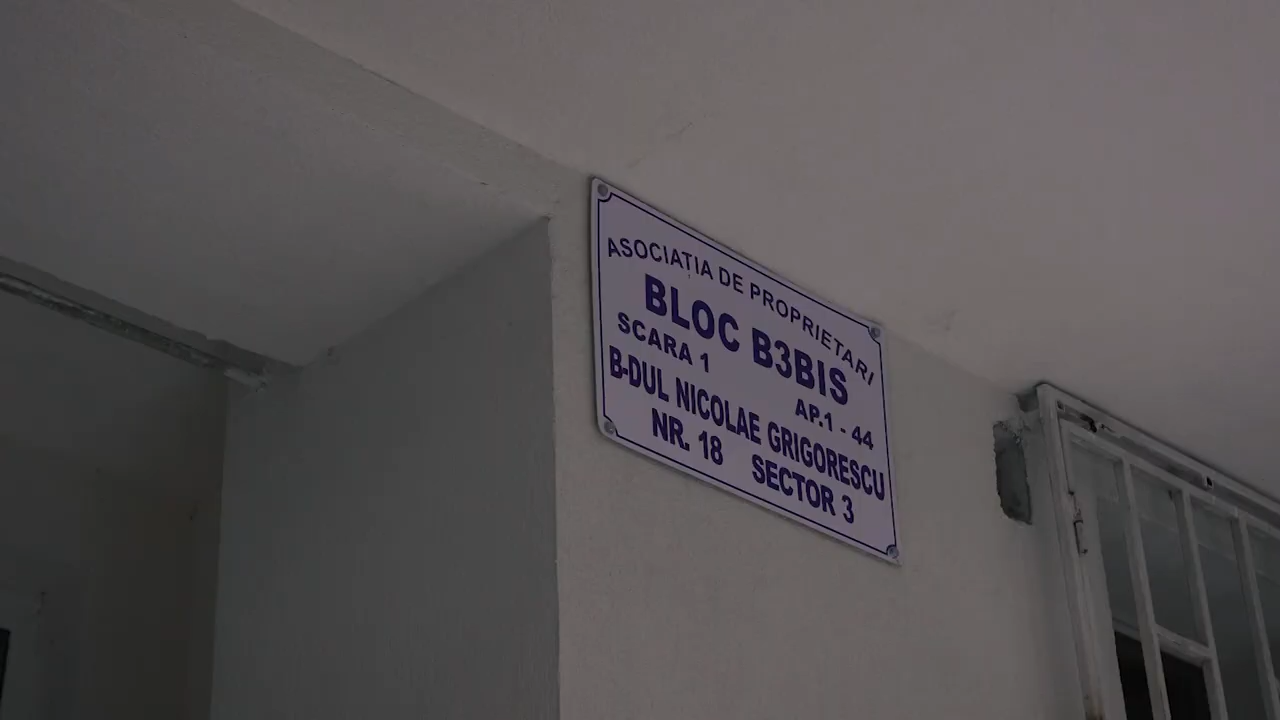 ASOCIAȚIA DE PROPRIETARI
BLOC B3BIS
SCARA 1 AP.1 - 44
B-DUL NICOLAE GRIGORESCU
NR. 18 SECTOR 3